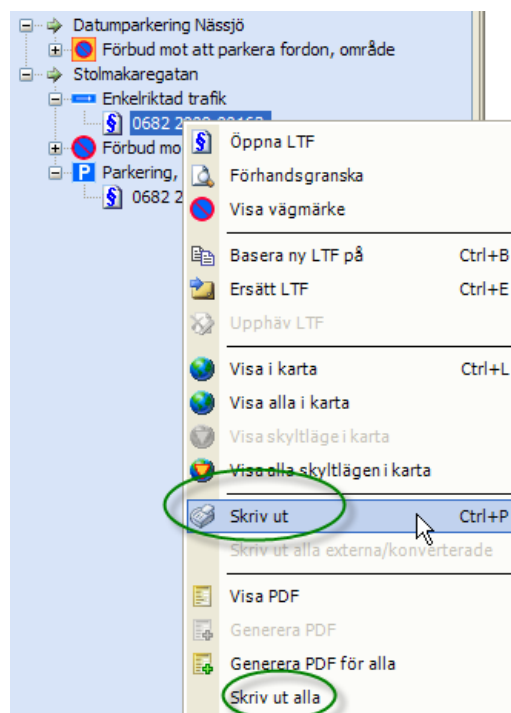 Datumparkering Nässjö
Förbud mot att parkera fordon, område
Stolmakaregatan
Enkelriktad trafik
0682
Förbud mo
Parkering,
0682 2
Öppna LTF
Förhandsgranska
Visa vägmärke
Basera ny LTF på Ctrl+B
Ersätt LTF Ctrl+E
Upphäv LTF
Visa i karta Ctrl+L
Visa alla i karta
Visa skyltläge i karta
Visa alla skyltlägen i karta
Skriv ut Ctrl+P
Skriv ut alla externa/konverterade
Visa PDF
Generera PDF
Generera PDF för alla
Skriv ut alla